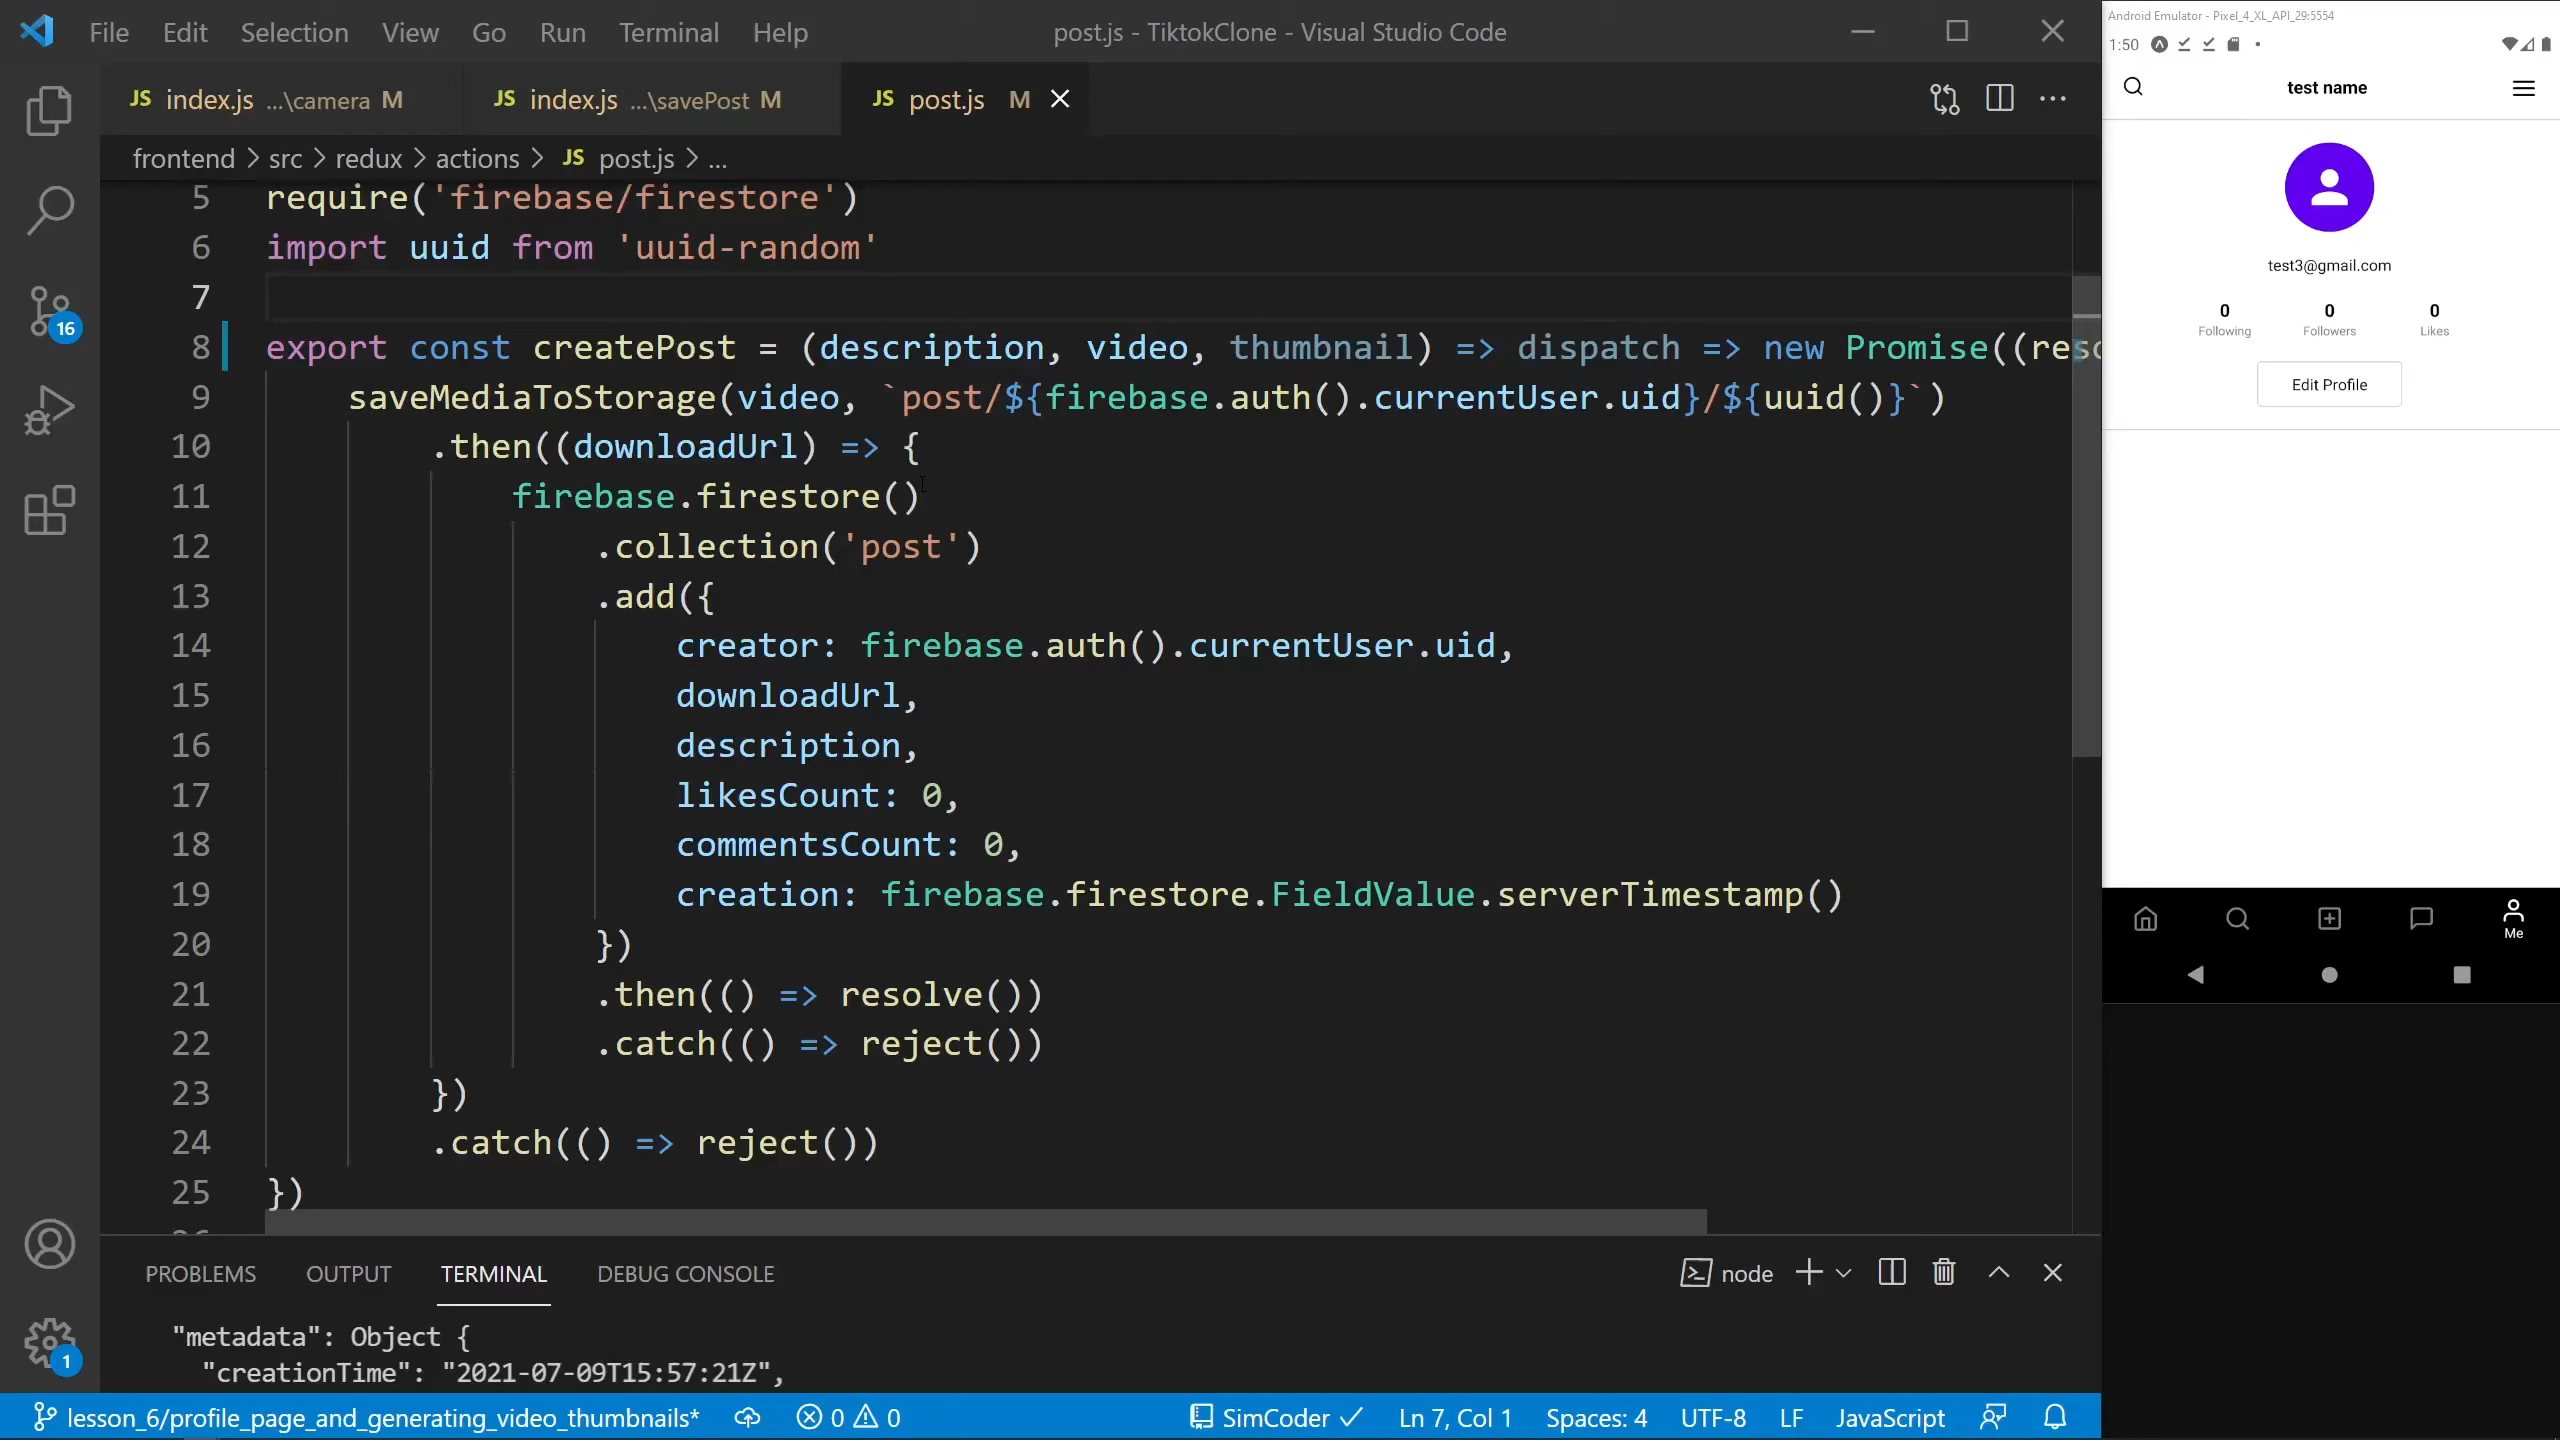 File Edit Selection View Go Run Terminal Help
post.js - TiktokClone - Visual Studio Code
JS index.js ...\camera M
JS index.js ...\savePost M
JS post.js M
frontend > src > redux > actions > JS post.js > ...
5 require('firebase/firestore')
6 import uuid from 'uuid-random'
7
8 export const createPost = (description, video, thumbnail) => dispatch => new Promise((reso
9 saveMediaToStorage(video, `post/${firebase.auth().currentUser.uid}/${uuid()}`)
10 .then((downloadUrl) => {
11 firebase.firestore()
12 .collection('post')
13 .add({
14 creator: firebase.auth().currentUser.uid,
15 downloadUrl,
16 description,
17 likesCount: 0,
18 commentsCount: 0,
19 creation: firebase.firestore.FieldValue.serverTimestamp()
20 })
21 .then(() => resolve())
22 .catch(() => reject())
23 })
24 .catch(() => reject())
25 })
16
1
PROBLEMS OUTPUT TERMINAL DEBUG CONSOLE
node
"metadata": Object {
"creationTime": "2021-07-09T15:57:21Z",
lesson_6/profile_page_and_generating_video_thumbnails* 0 0
SimCoder Ln 7, Col 1 Spaces: 4 UTF-8 LF JavaScript
Android Emulator - Pixel_4_XL_API_29:5554
1:50
test name
test3@gmail.com
0 0 0
Following Followers Likes
Edit Profile
Me